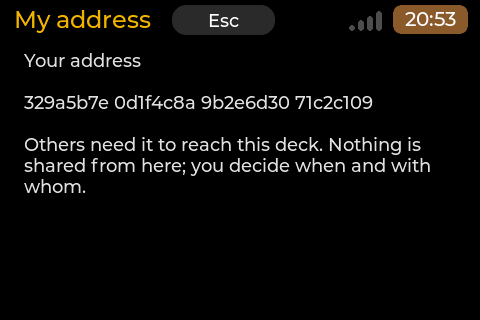 My address
Esc
20:53
Your address
329a5b7e 0d1f4c8a 9b2e6d30 71c2c109
Others need it to reach this deck. Nothing is
shared from here; you decide when and with
whom.